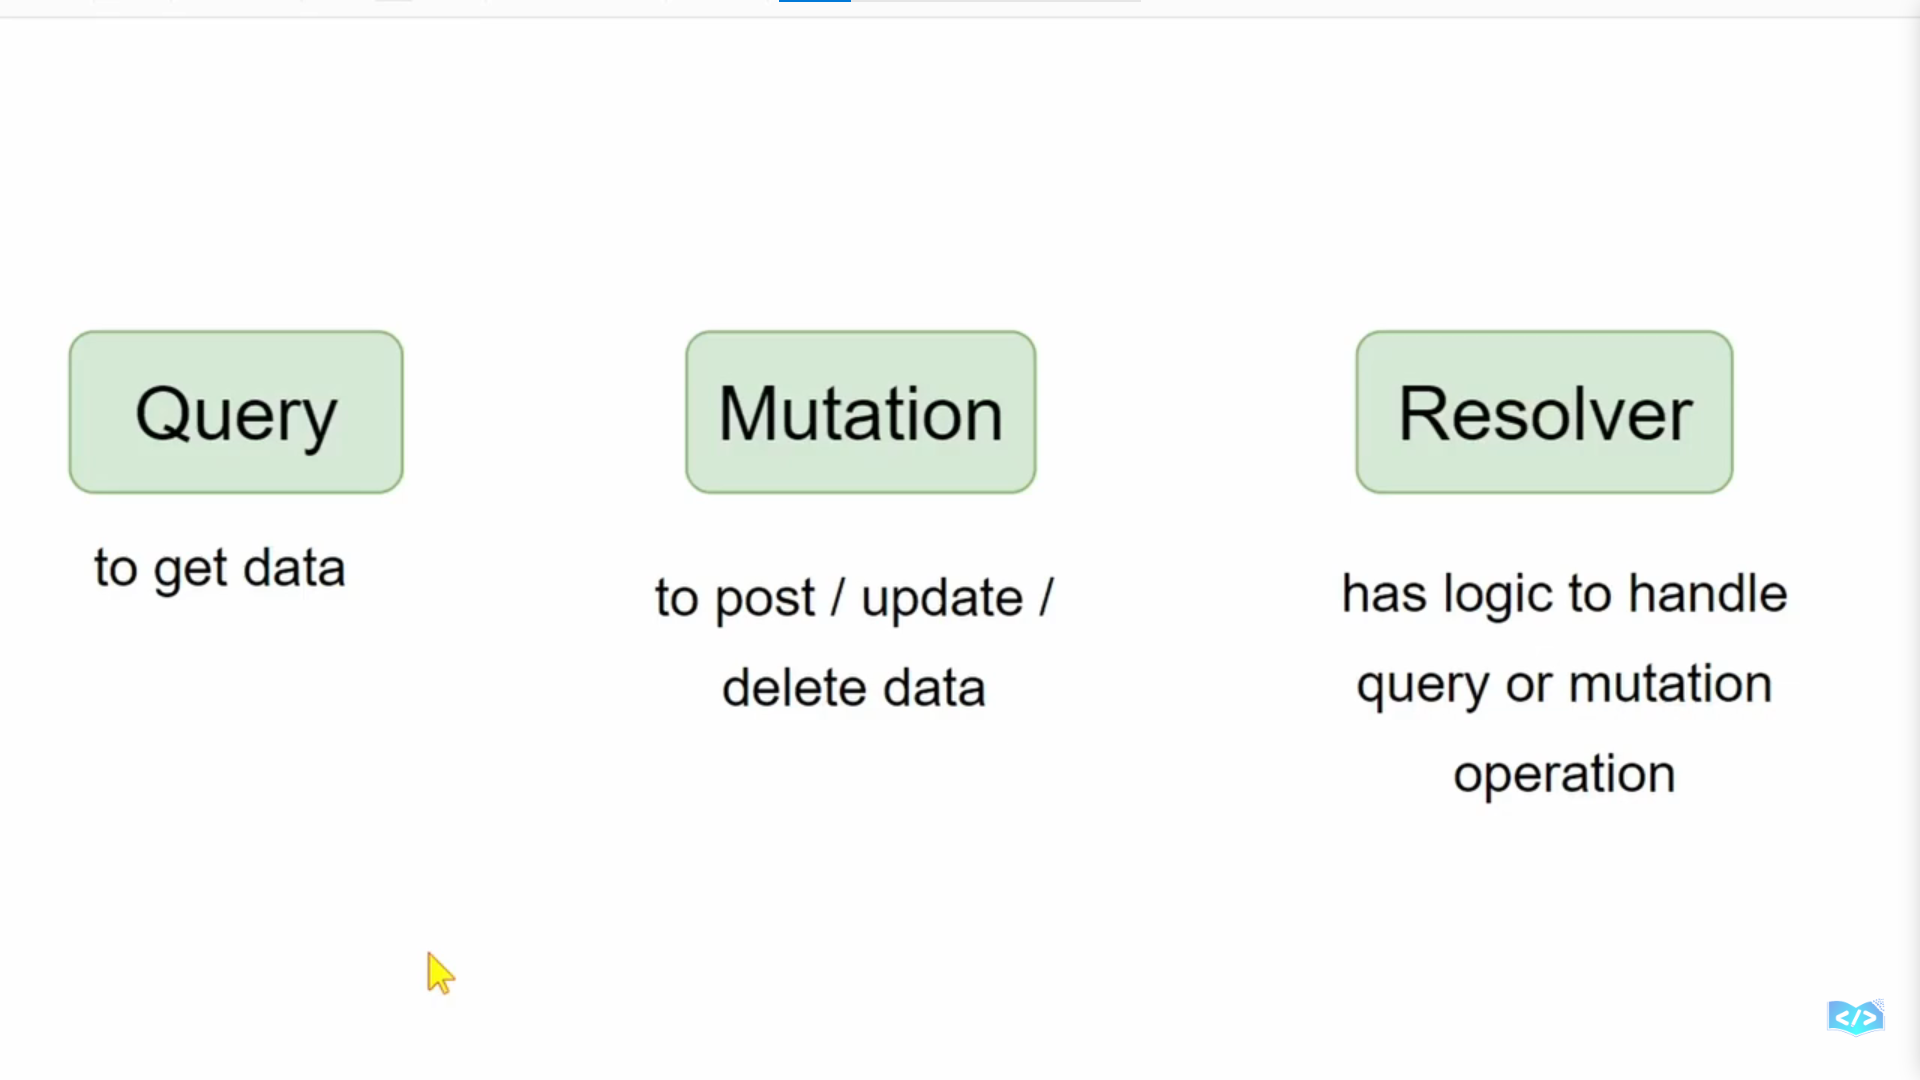 Query
to get data
Mutation
to post / update /
delete data
Resolver
has logic to handle
query or mutation
operation
</>